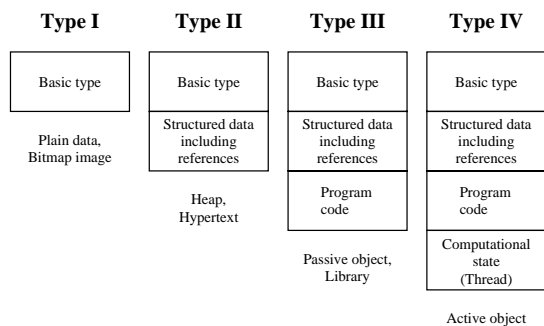 Type I
Type II
Type III
Type IV
Basic type
Basic type
Basic type
Basic type
Plain data,
Bitmap image
Structured data
including
references
Structured data
including
references
Structured data
including
references
Heap,
Hypertext
Program
code
Program
code
Passive object,
Library
Computational
state
(Thread)
Active object